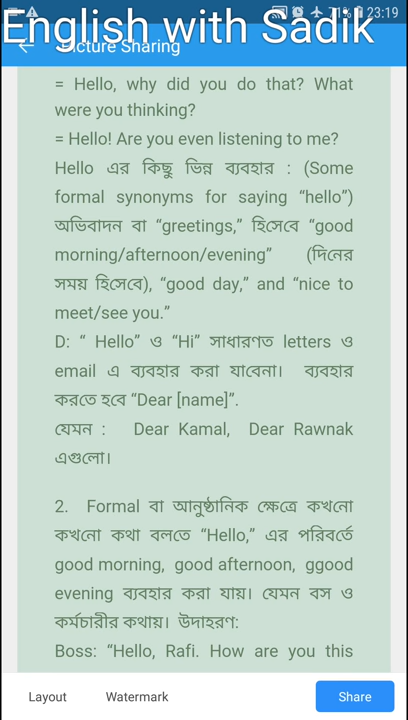 English with Sadik
71% 23:19
Picture Sharing
= Hello, why did you do that? What
were you thinking?
= Hello! Are you even listening to me?
Hello এর কিছু ভিন্ন ব্যবহার : (Some
formal synonyms for saying “hello”)
অভিবাদন বা “greetings,” হিসেবে “good
morning/afternoon/evening” (দিনের
সময় হিসেবে), “good day,” and “nice to
meet/see you.”
D: “ Hello” ও “Hi” সাধারণত letters ও
email এ ব্যবহার করা যাবেনা। ব্যবহার
করতে হবে “Dear [name]”.
যেমন : Dear Kamal, Dear Rawnak
এগুলো।
2. Formal বা আনুষ্ঠানিক ক্ষেত্রে কখনো
কখনো কথা বলতে “Hello,” এর পরিবর্তে
good morning, good afternoon, ggood
evening ব্যবহার করা যায়। যেমন বস ও
কর্মচারীর কথায়। উদাহরণ:
Boss: “Hello, Rafi. How are you this
Layout Watermark Share